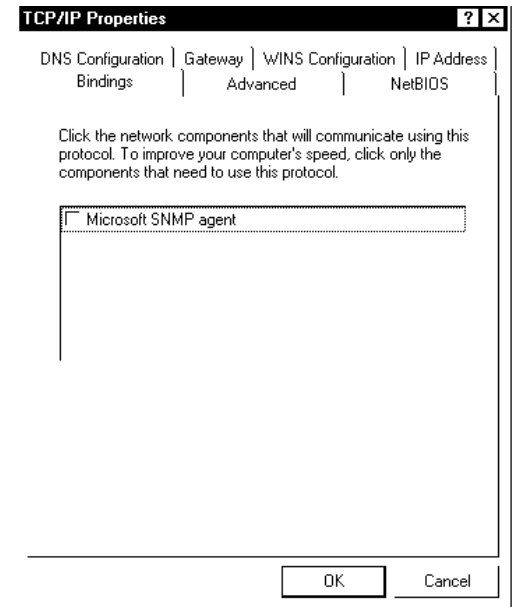 TCP/IP Properties
DNS Configuration Gateway WINS Configuration IP Address
Bindings Advanced NetBIOS
Click the network components that will communicate using this
protocol. To improve your computer's speed, click only the
components that need to use this protocol.
Microsoft SNMP agent
OK Cancel